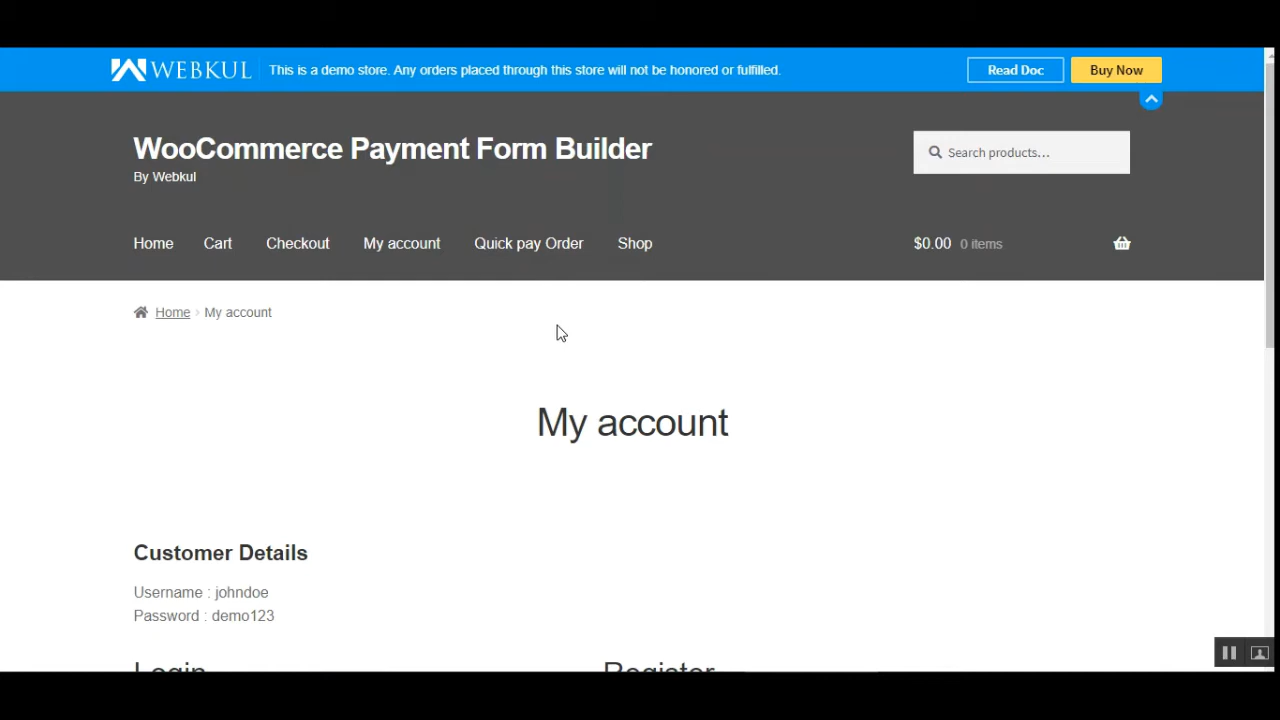 WEBKUL This is a demo store. Any orders placed through this store will not be honored or fulfilled. Read Doc Buy Now
WooCommerce Payment Form Builder
By Webkul
Search products...
Home Cart Checkout My account Quick pay Order Shop $0.00 0 items
Home My account
My account
Customer Details
Username : johndoe
Password : demo123
Login Register